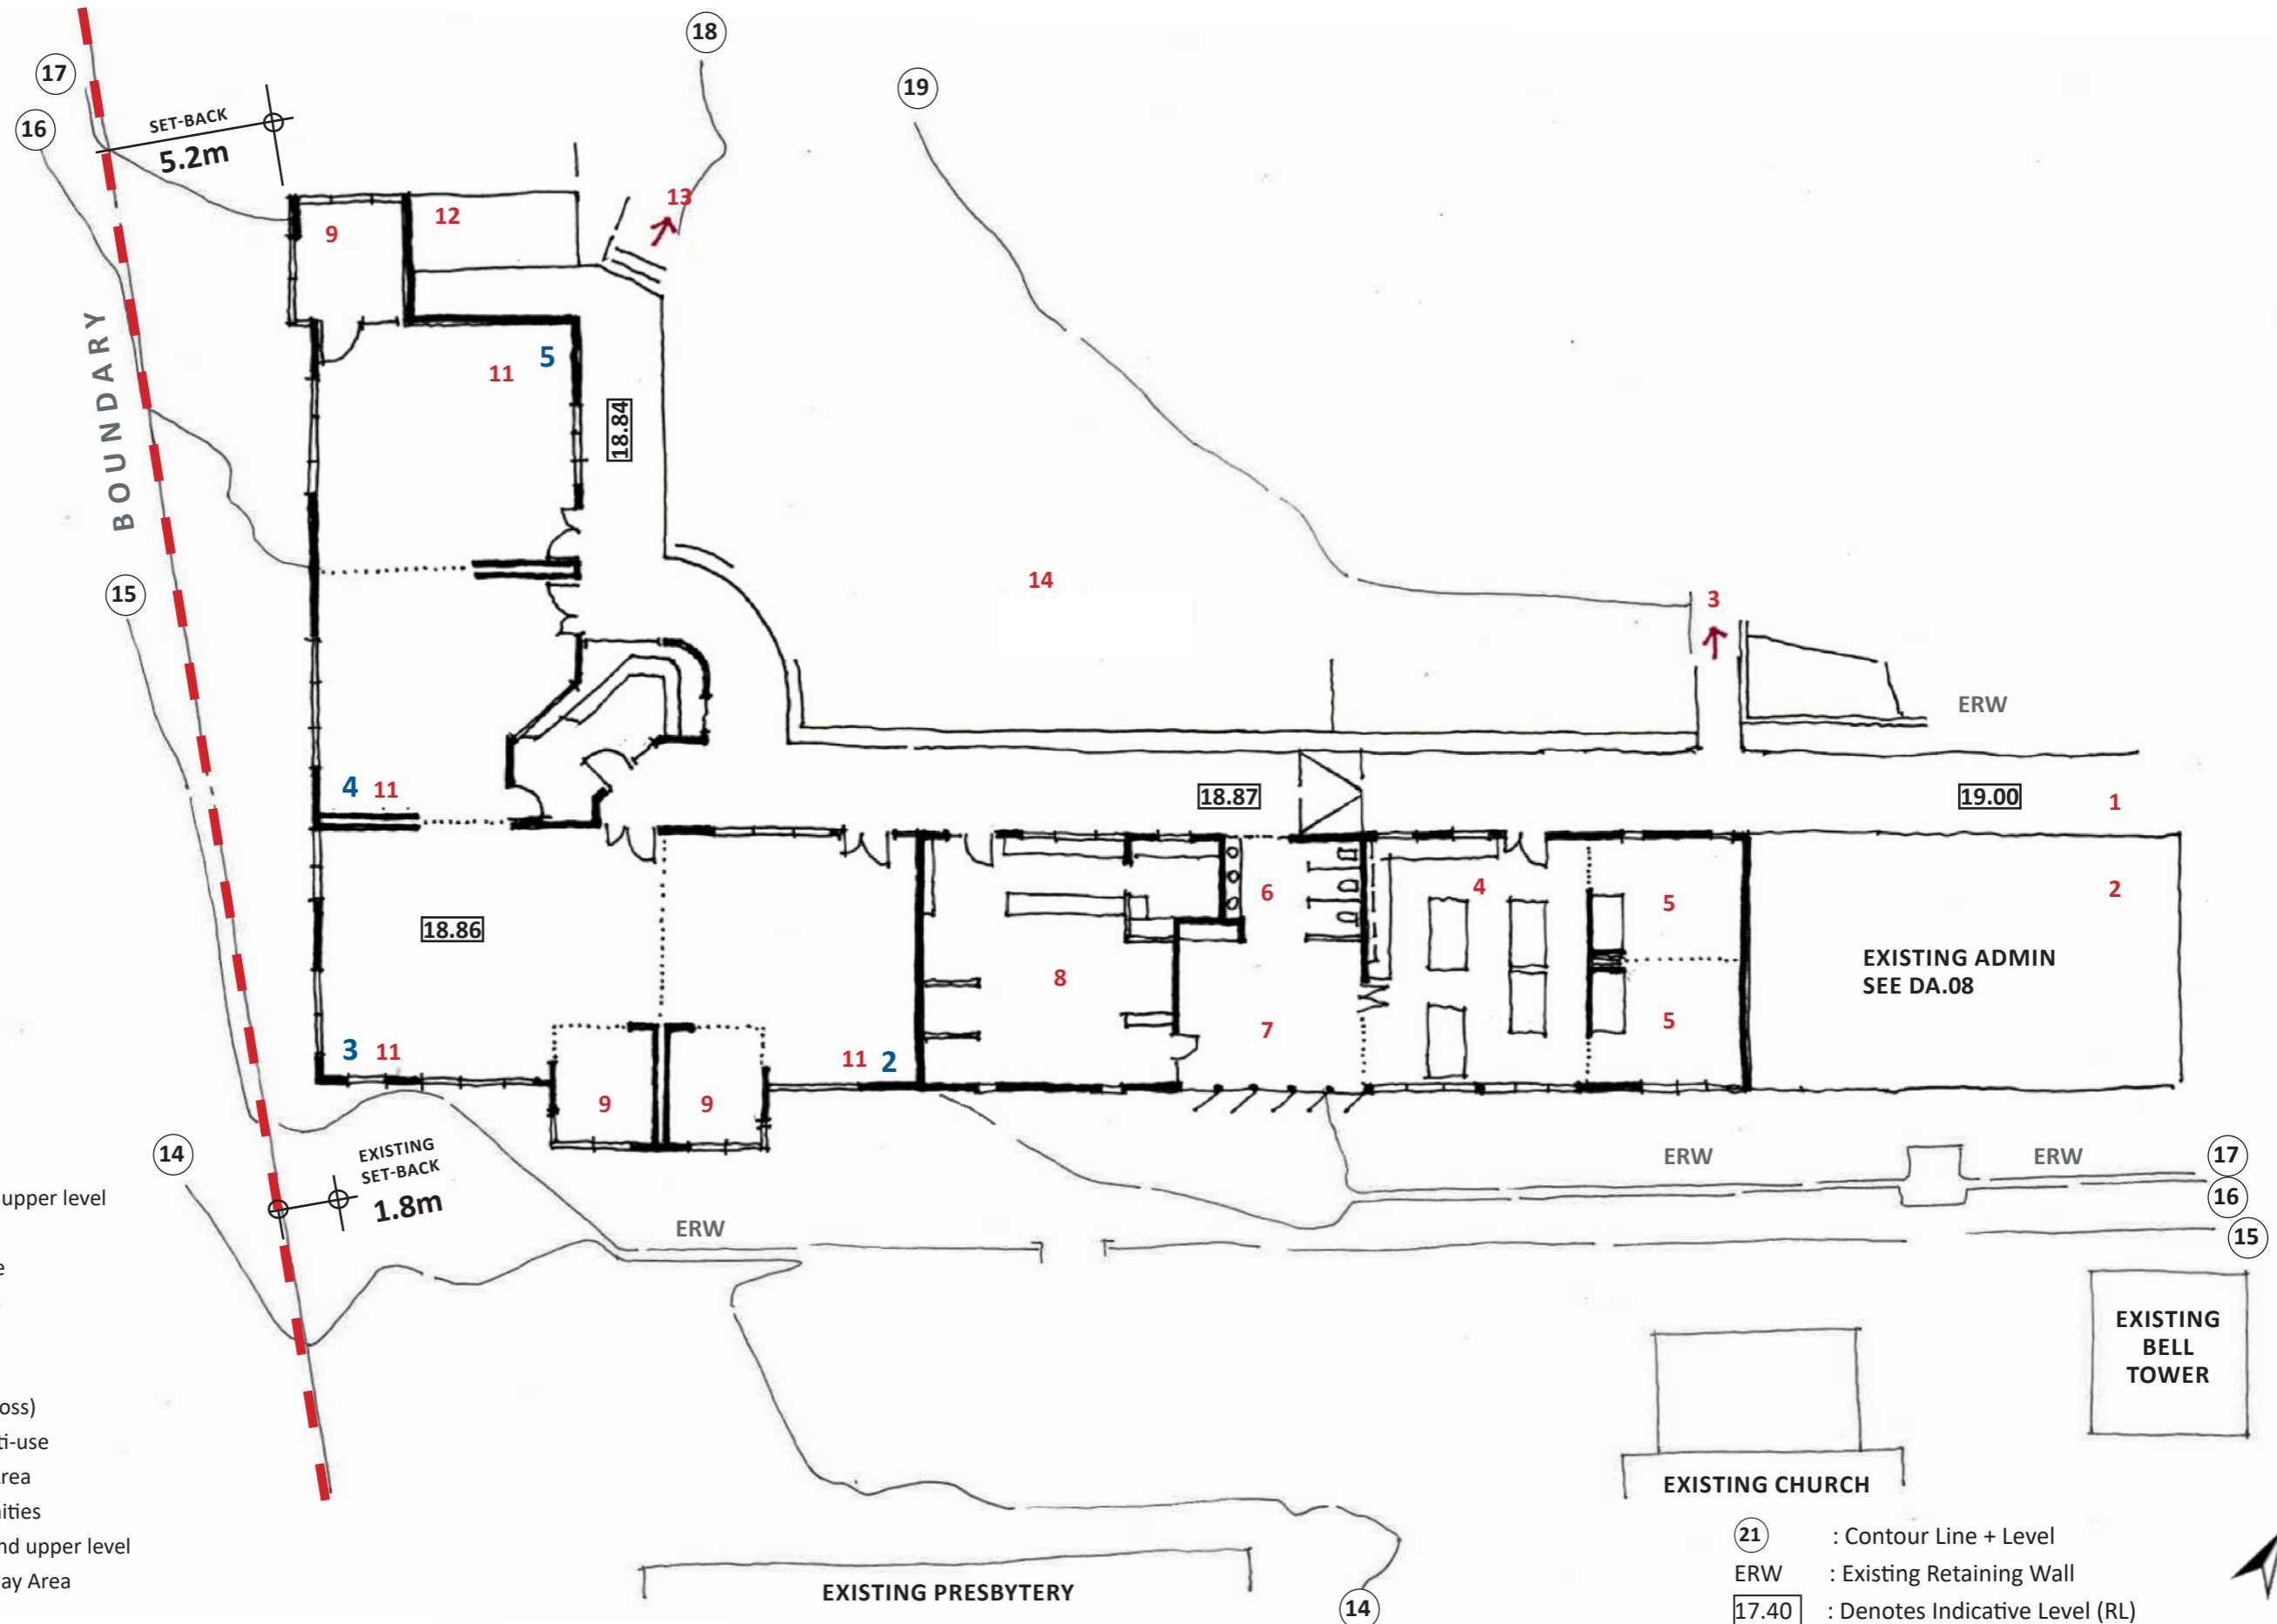 18
17
19
16
SET-BACK
5.2m
13
12
9
BOUNDARY
5
11
18.84
14
15
3
ERW
4
11
18.87
19.00
1
6
4
5
2
18.86
EXISTING ADMIN
SEE DA.08
8
7
5
3
11
11
2
9
9
14
EXISTING
SET-BACK
1.8m
ERW
ERW
ERW
17
16
15
upper level
e
oss)
ti-use
rea
nities
nd upper level
lay Area
EXISTING
BELL
TOWER
EXISTING CHURCH
EXISTING PRESBYTERY
14
21 : Contour Line + Level
ERW : Existing Retaining Wall
17.40 : Denotes Indicative Level (RL)